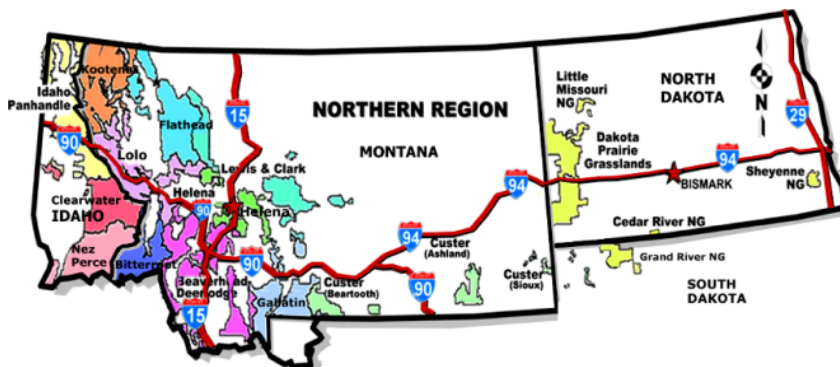 Kootenai
Idaho
Panhandle
90
Lolo
Flathead
15
NORTHERN REGION
MONTANA
Lewis & Clark
Helena
90
Helena
Clearwater
IDAHO
Nez
Perce
Bitterroot
Beaverhead
Deerlodge
15
90
Gallatin
Custer
(Beartooth)
94
Custer
(Ashland)
90
94
Custer
(Sioux)
Little
Missouri
NG
NORTH
DAKOTA
N
29
Dakota
Prairie
Grasslands
94
BISMARK
Sheyenne
NG
Cedar River NG
Grand River NG
SOUTH
DAKOTA